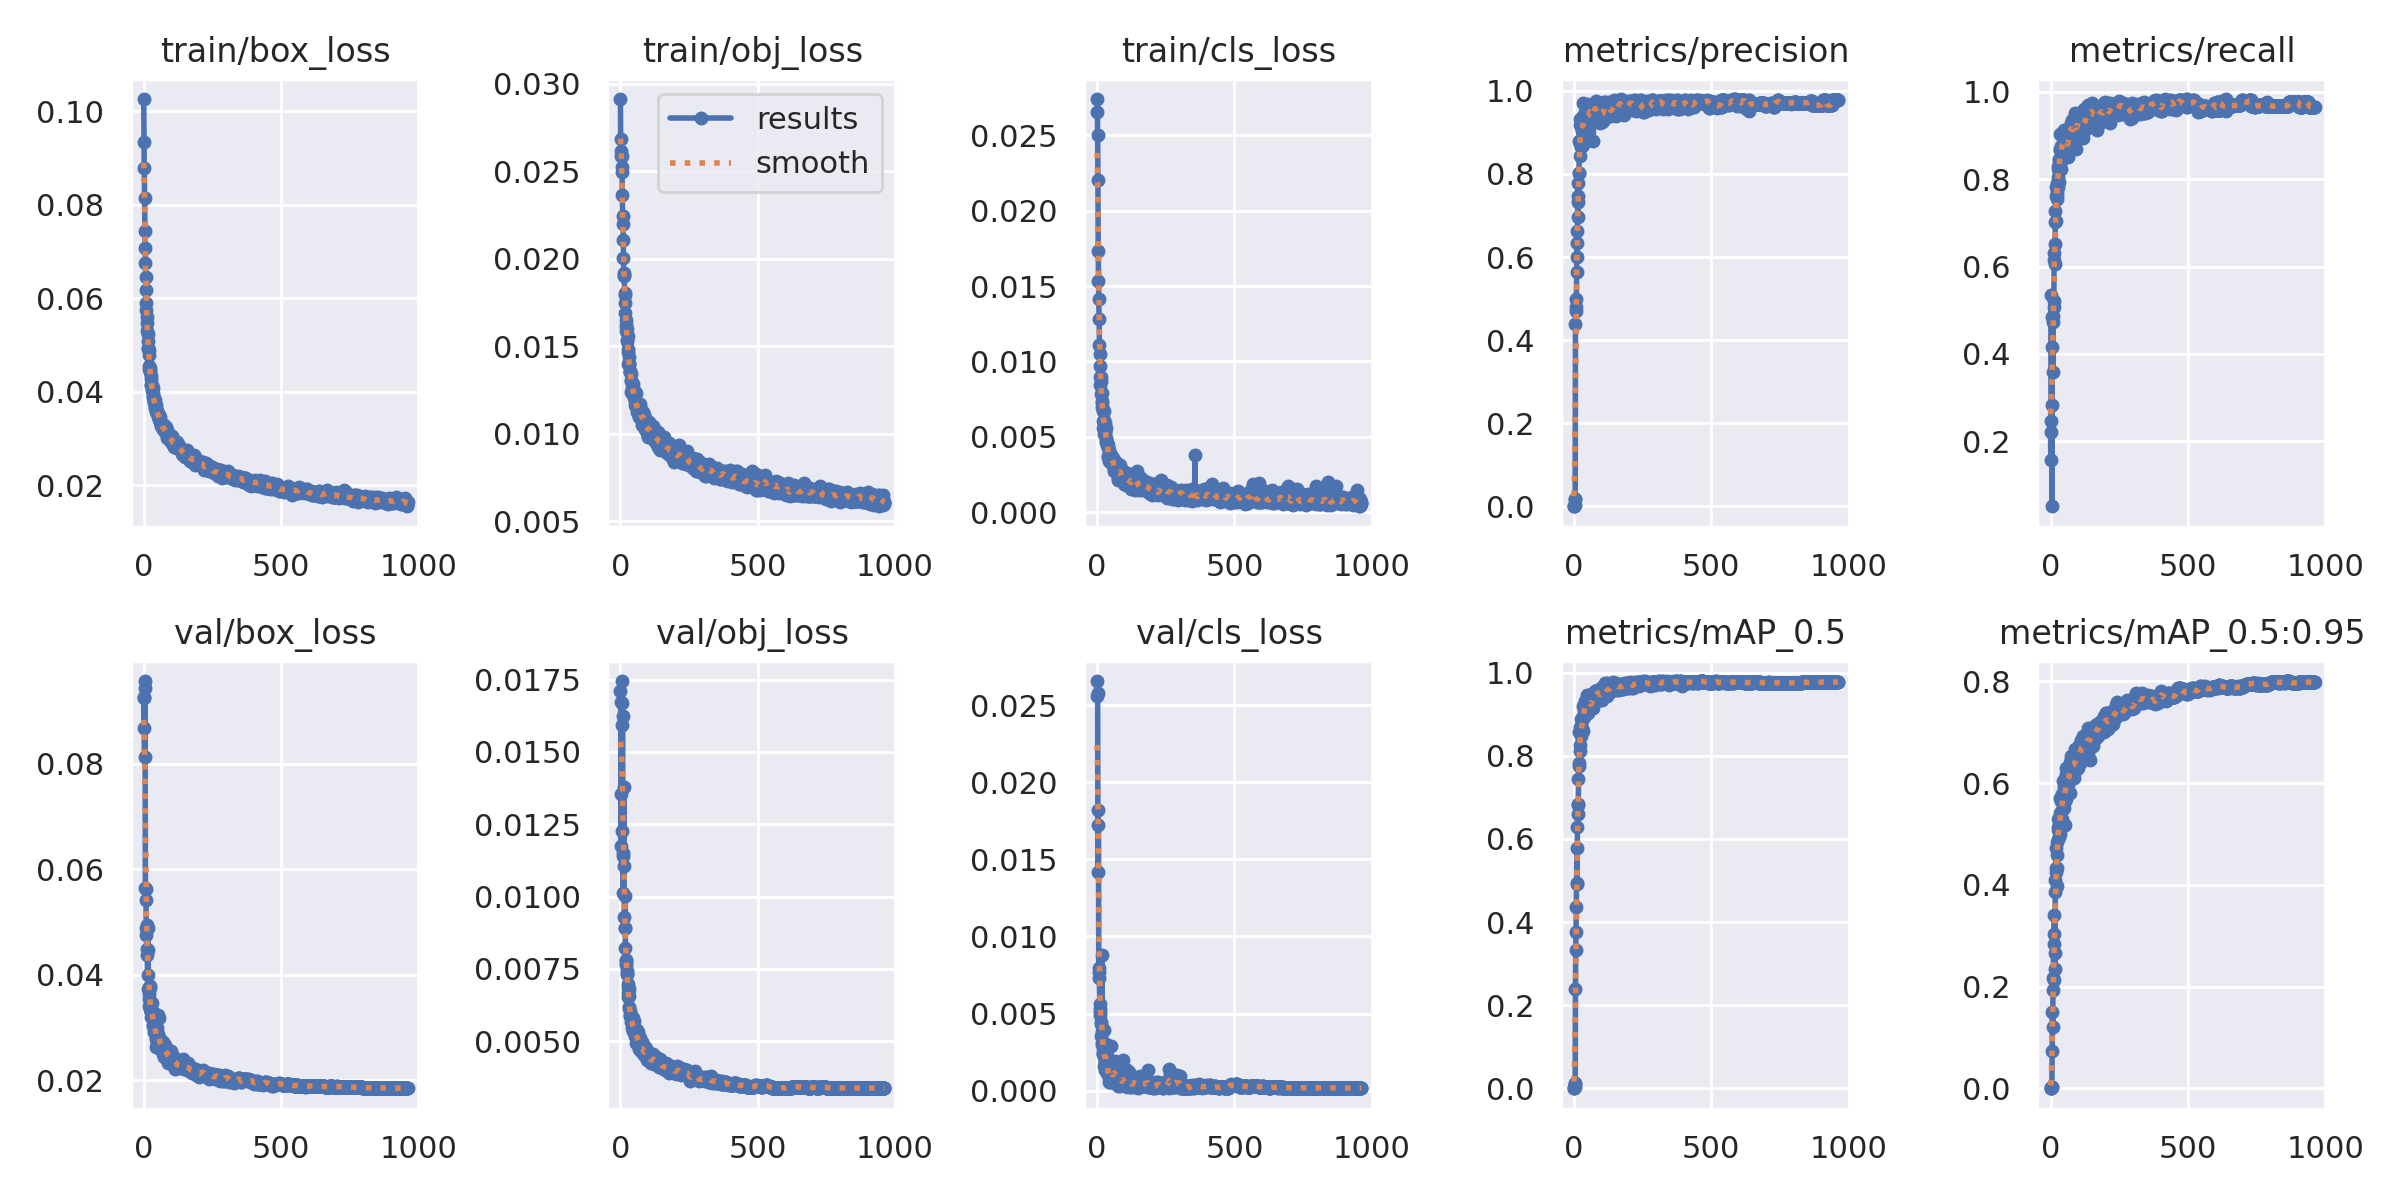 train/box_loss
0.10
0.08
0.06
0.04
0.02
0 500 1000
train/obj_loss
results
smooth
0.030
0.025
0.020
0.015
0.010
0.005
0 500 1000
train/cls_loss
0.025
0.020
0.015
0.010
0.005
0.000
0 500 1000
metrics/precision
1.0
0.8
0.6
0.4
0.2
0.0
0 500 1000
metrics/recall
1.0
0.8
0.6
0.4
0.2
0 500 1000
val/box_loss
0.08
0.06
0.04
0.02
0 500 1000
val/obj_loss
0.0175
0.0150
0.0125
0.0100
0.0075
0.0050
0 500 1000
val/cls_loss
0.025
0.020
0.015
0.010
0.005
0.000
0 500 1000
metrics/mAP_0.5
1.0
0.8
0.6
0.4
0.2
0.0
0 500 1000
metrics/mAP_0.5:0.95
0.8
0.6
0.4
0.2
0.0
0 500 1000